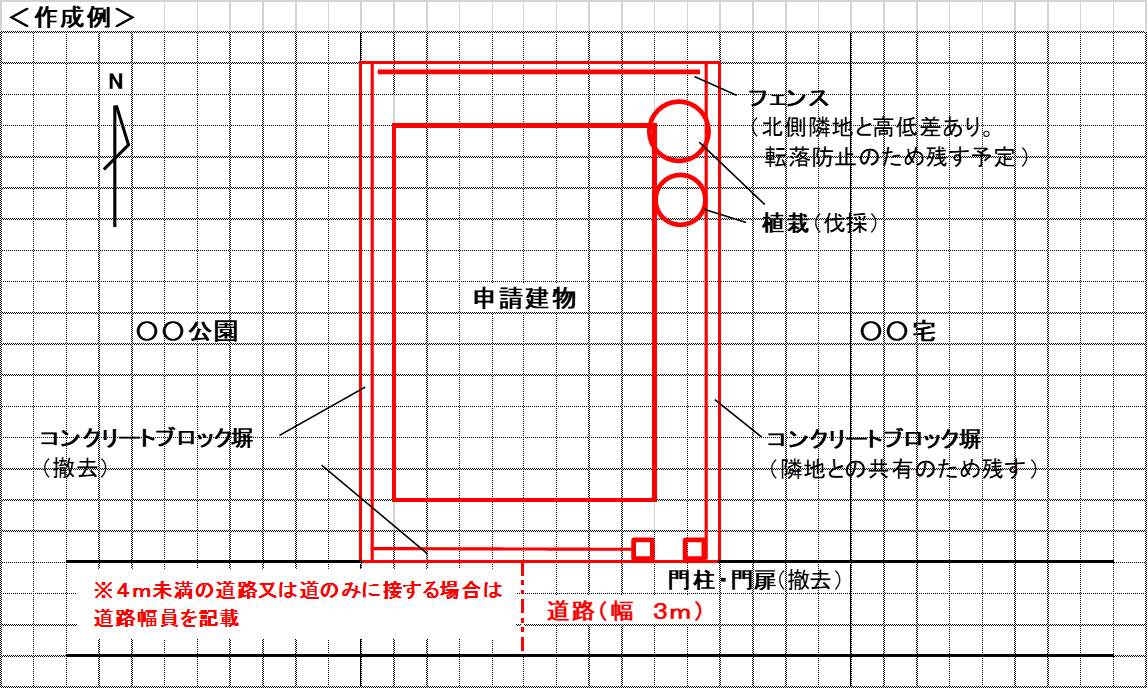 ＜作成例＞
N
フェンス
（北側隣地と高低差あり。
転落防止のため残す予定）
植栽（伐採）
申請建物
〇〇公園
〇〇宅
コンクリートブロック塀
（撤去）
コンクリートブロック塀
（隣地との共有のため残す）
門柱・門扉（撤去）
※４ｍ未満の道路又は道のみに接する場合は
道路幅員を記載
道路（幅　３ｍ）